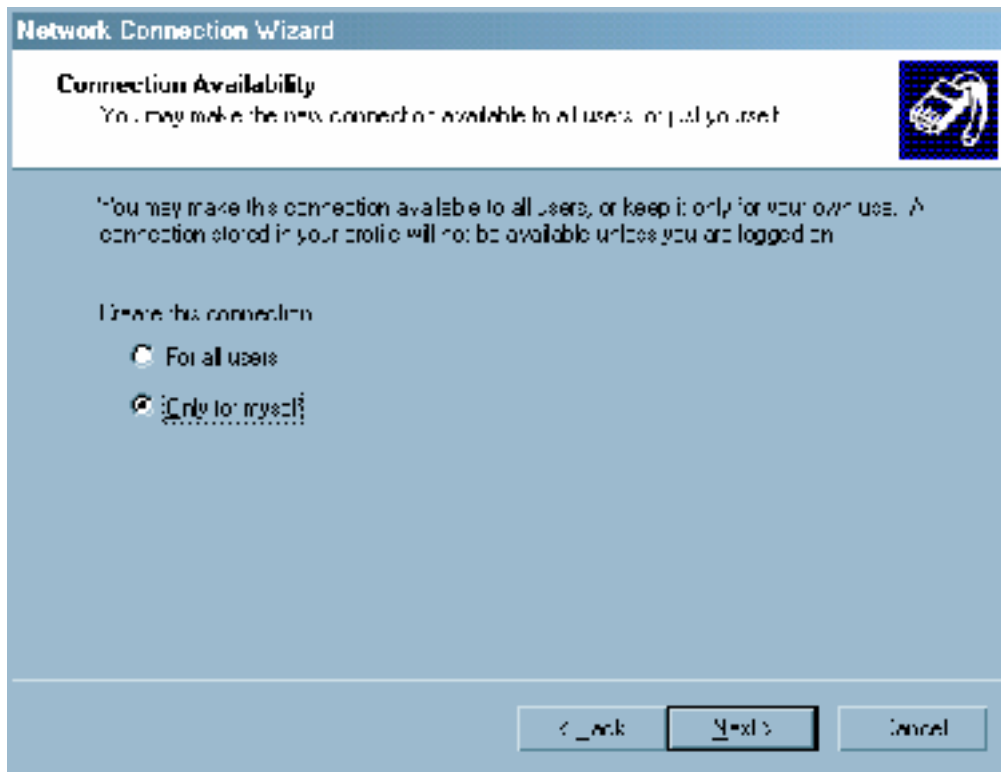 Network Connection Wizard
Connection Availability
You may make the new connection available to all users, or just yourself.
You may make this connection available to all users, or keep it only for your own use. A
connection stored in your profile will not be available unless you are logged on.
Create this connection:
For all users
Only for myself
< Back
Next >
Cancel